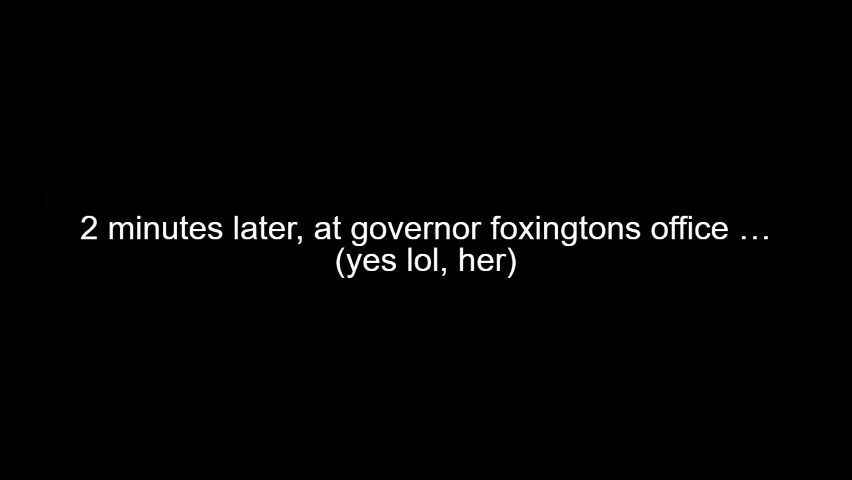 2 minutes later, at governor foxingtons office …
(yes lol, her)